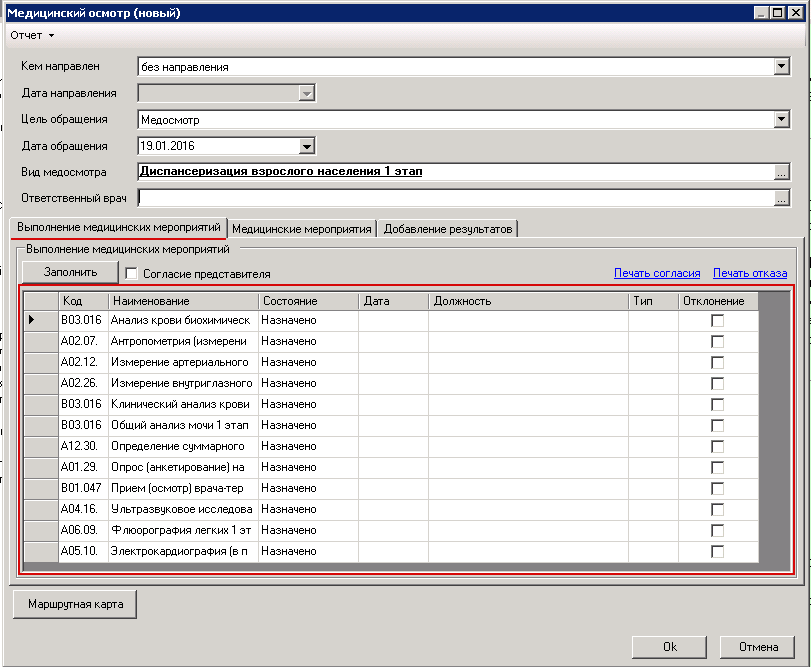 Медицинский осмотр (новый)
Отчет
Кем направлен без направления
Дата направления
Цель обращения Медосмотр
Дата обращения 19.01.2016
Вид медосмотра Диспансеризация взрослого населения 1 этап ...
Ответственный врач ...
Выполнение медицинских мероприятий Медицинские мероприятия Добавление результатов
Выполнение медицинских мероприятий
Заполнить Согласие представителя Печать согласия Печать отказа
Код Наименование Состояние Дата Должность Тип Отклонение
B03.016 Анализ крови биохимическ Назначено
A02.07. Антропометрия (измерени Назначено
A02.12. Измерение артериального Назначено
A02.26. Измерение внутриглазного Назначено
B03.016 Клинический анализ крови Назначено
B03.016 Общий анализ мочи 1 этап Назначено
A12.30. Определение суммарного Назначено
A01.29. Опрос (анкетирование) на Назначено
B01.047 Прием (осмотр) врача-тер Назначено
A04.16. Ультразвуковое исследова Назначено
A06.09. Флюорография легких 1 эт Назначено
A05.10. Электрокардиография (в п Назначено
Маршрутная карта
Ok Отмена